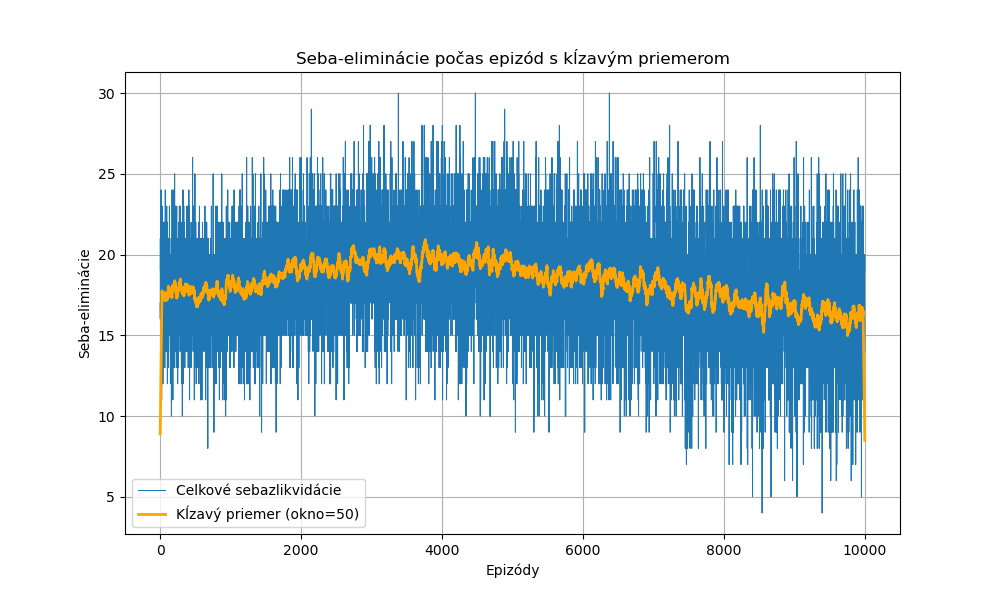 Seba-eliminácie počas epizód s kĺzavým priemerom
Seba-eliminácie
30
25
20
15
10
5
Celkové sebazlikvidácie
Kĺzavý priemer (okno=50)
0
2000
4000
6000
8000
10000
Epizódy